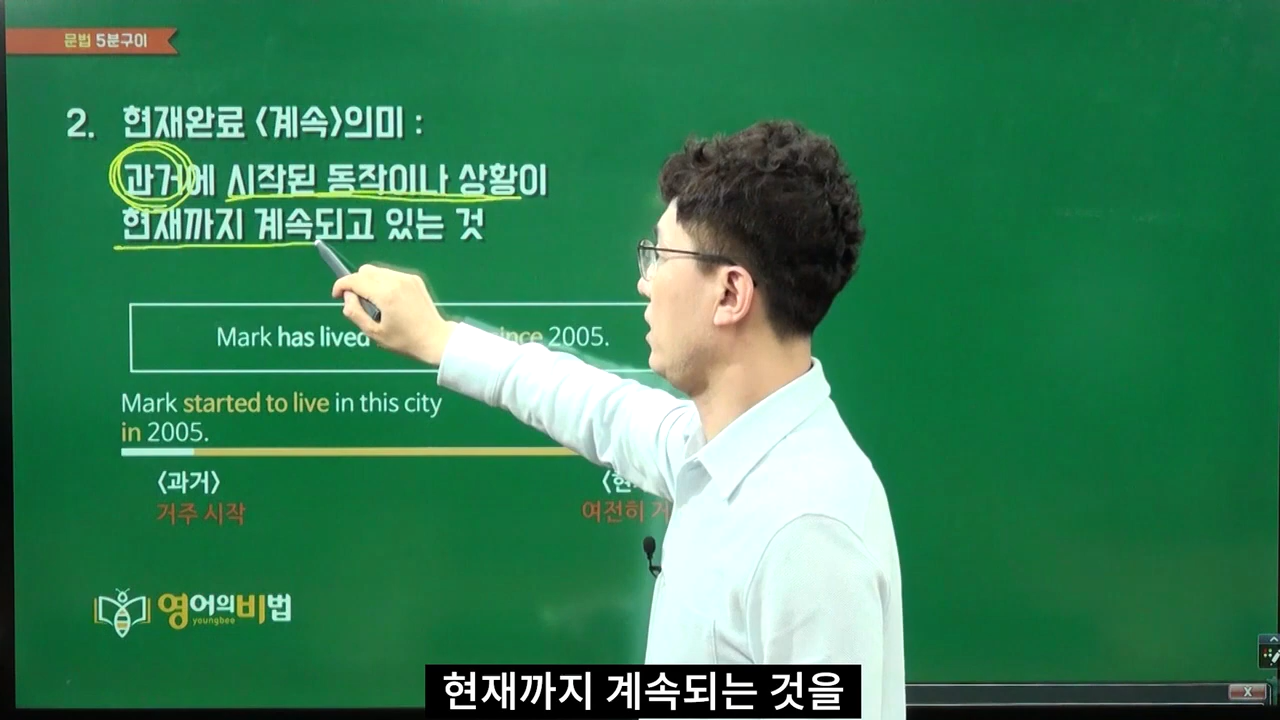 문법 5분구이
2. 현재완료 〈계속〉의미 :
과거에 시작된 동작이나 상황이
현재까지 계속되고 있는 것
Mark has lived since 2005.
Mark started to live in this city
in 2005.
〈과거〉
거주 시작
여전히
영어의비법
youngbee
현재까지 계속되는 것을